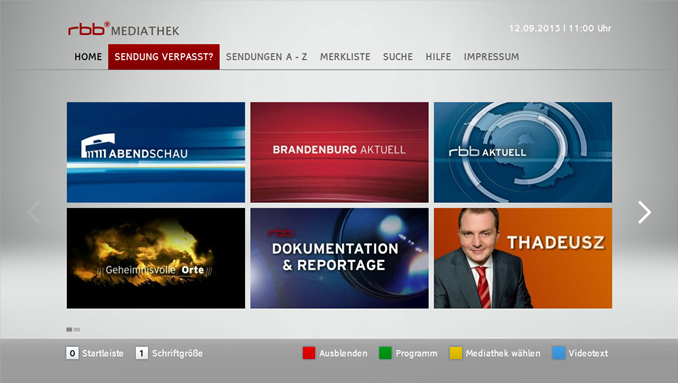 rbb MEDIATHEK
12.09.2013 | 11:00 Uhr
HOME SENDUNG VERPASST? SENDUNGEN A - Z MERKLISTE SUCHE HILFE IMPRESSUM
ABENDSCHAU
BRANDENBURG AKTUELL
rbb AKTUELL
/// Geheimnisvolle Orte ///
rbb
DOKUMENTATION
& REPORTAGE
THADEUSZ
0 Startleiste 1 Schriftgröße Ausblenden Programm Mediathek wählen Videotext